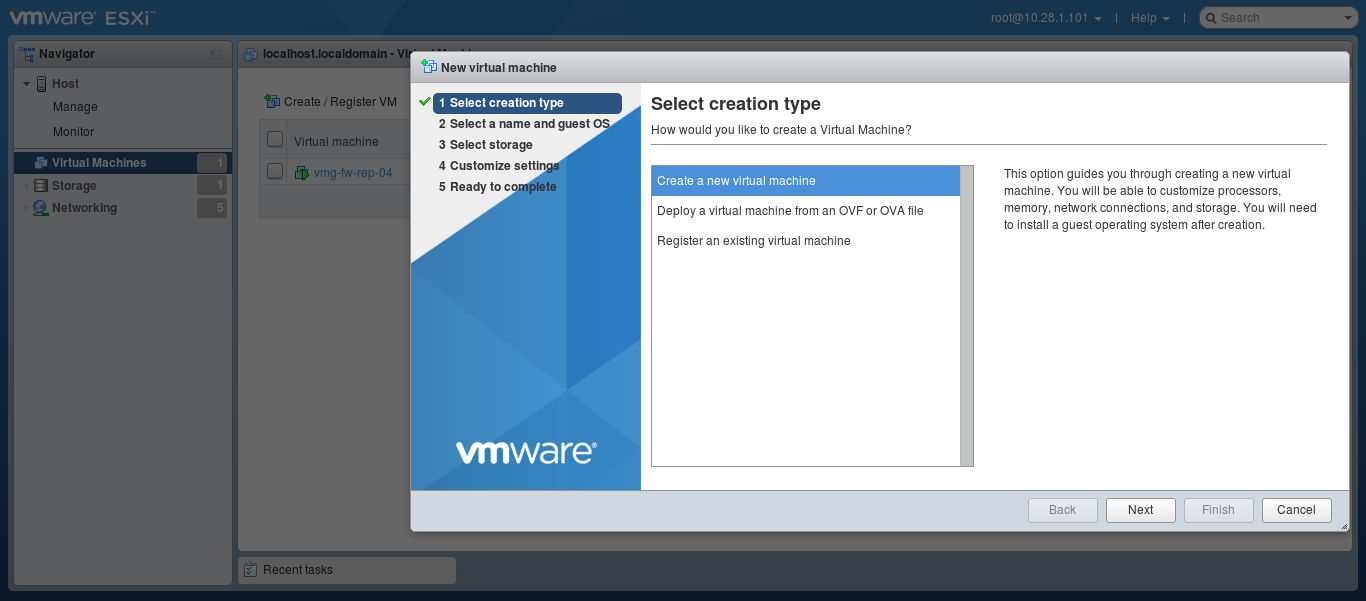 vmware ESXi™
root@10.28.1.101 | Help | Search
Navigator
Host
Manage
Monitor
Virtual Machines 1
Storage 1
Networking 5
localhost.localdomain -
Create / Register VM
Virtual machine
vmg-fw-rep-04
Recent tasks
New virtual machine
1 Select creation type
2 Select a name and guest OS
3 Select storage
4 Customize settings
5 Ready to complete
vmware®
Select creation type
How would you like to create a Virtual Machine?
Create a new virtual machine
Deploy a virtual machine from an OVF or OVA file
Register an existing virtual machine
This option guides you through creating a new virtual
machine. You will be able to customize processors,
memory, network connections, and storage. You will need
to install a guest operating system after creation.
Back Next Finish Cancel